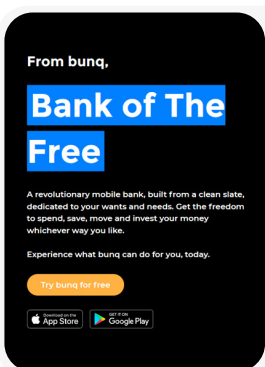 From bunq,
Bank of The
Free
A revolutionary mobile bank, built from a clean slate,
dedicated to your wants and needs. Get the freedom
to spend, save, move and invest your money
whichever way you like.
Experience what bunq can do for you, today.
Try bunq for free
Download on the
App Store
GET IT ON
Google Play